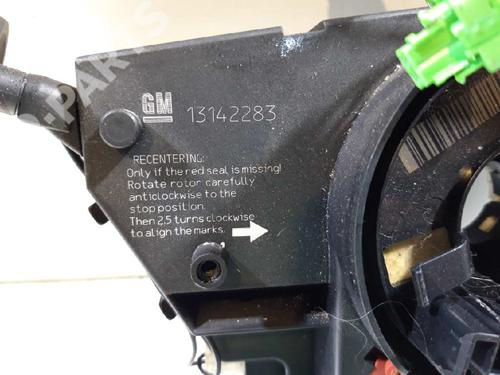 GM 13142283
RECENTERING:
Only if the red seal is missing!
Rotate rotor carefully
anticlockwise to the
stop position.
Then 2.5 turns clockwise
to align the marks.